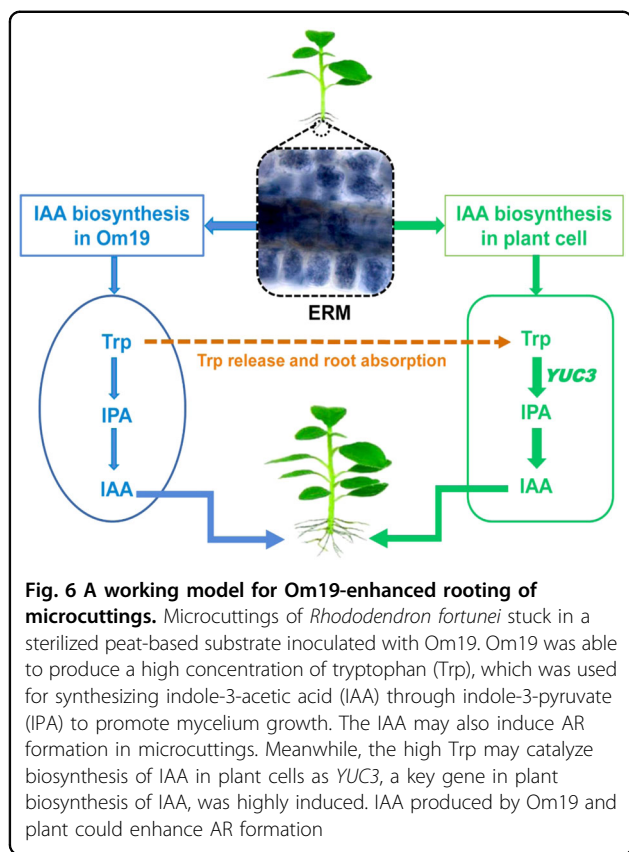 IAA biosynthesis
in Om19
IAA biosynthesis
in plant cell
ERM
Trp
Trp release and root absorption
Trp
YUC3
IPA
IPA
IAA
IAA
Fig. 6 A working model for Om19-enhanced rooting of
microcuttings. Microcuttings of Rhododendron fortunei stuck in a
sterilized peat-based substrate inoculated with Om19. Om19 was able
to produce a high concentration of tryptophan (Trp), which was used
for synthesizing indole-3-acetic acid (IAA) through indole-3-pyruvate
(IPA) to promote mycelium growth. The IAA may also induce AR
formation in microcuttings. Meanwhile, the high Trp may catalyze
biosynthesis of IAA in plant cells as YUC3, a key gene in plant
biosynthesis of IAA, was highly induced. IAA produced by Om19 and
plant could enhance AR formation